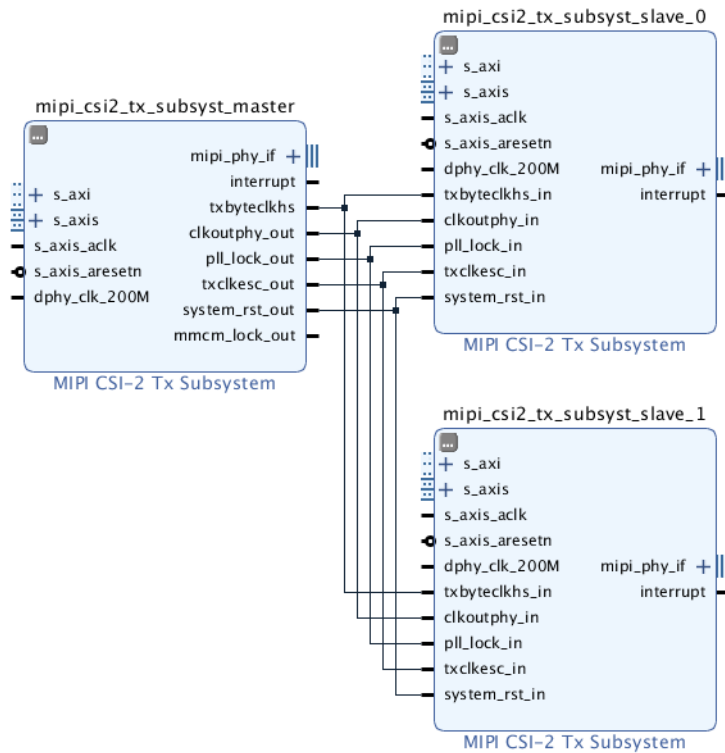 mipi_csi2_tx_subsyst_master
...
mipi_phy_if
interrupt
s_axi
txbyteclkhs
s_axis
clkoutphy_out
s_axis_aclk
pll_lock_out
s_axis_aresetn
txclkesc_out
dphy_clk_200M
system_rst_out
mmcm_lock_out
MIPI CSI-2 Tx Subsystem
mipi_csi2_tx_subsyst_slave_0
...
s_axi
s_axis
s_axis_aclk
s_axis_aresetn
dphy_clk_200M
mipi_phy_if
txbyteclkhs_in
interrupt
clkoutphy_in
pll_lock_in
txclkesc_in
system_rst_in
MIPI CSI-2 Tx Subsystem
mipi_csi2_tx_subsyst_slave_1
...
s_axi
s_axis
s_axis_aclk
s_axis_aresetn
dphy_clk_200M
mipi_phy_if
txbyteclkhs_in
interrupt
clkoutphy_in
pll_lock_in
txclkesc_in
system_rst_in
MIPI CSI-2 Tx Subsystem